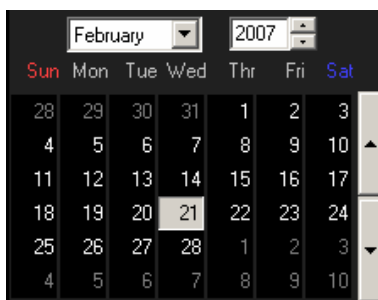 February 2007
Sun Mon Tue Wed Thr Fri Sat
28 29 30 31 1 2 3
4 5 6 7 8 9 10
11 12 13 14 15 16 17
18 19 20 21 22 23 24
25 26 27 28 1 2 3
4 5 6 7 8 9 10